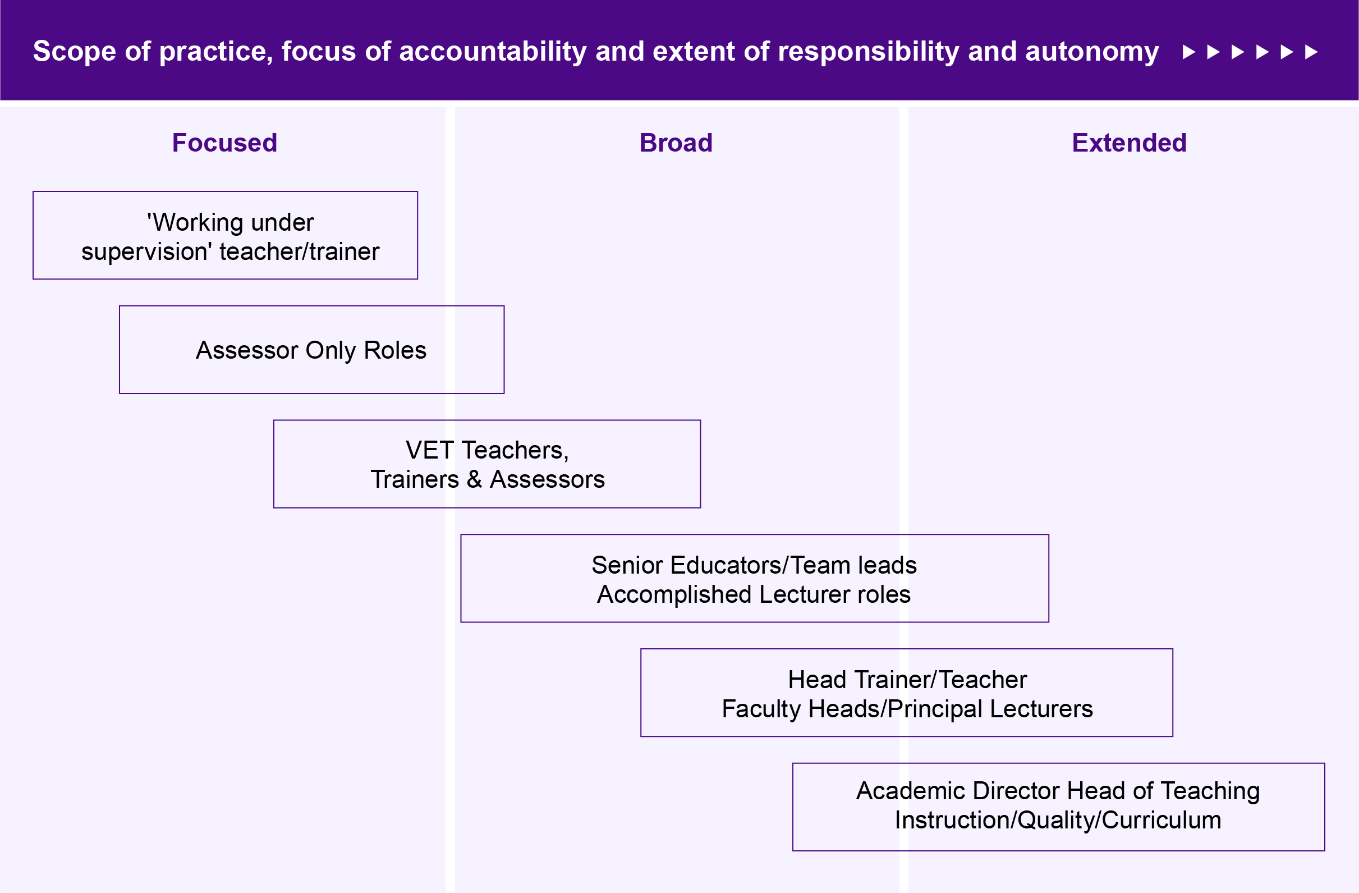 Scope of practice, focus of accountability and extent of responsibility and autonomy
Focused
Broad
Extended
'Working under
supervision' teacher/trainer
Assessor Only Roles
VET Teachers,
Trainers & Assessors
Senior Educators/Team leads
Accomplished Lecturer roles
Head Trainer/Teacher
Faculty Heads/Principal Lecturers
Academic Director Head of Teaching
Instruction/Quality/Curriculum